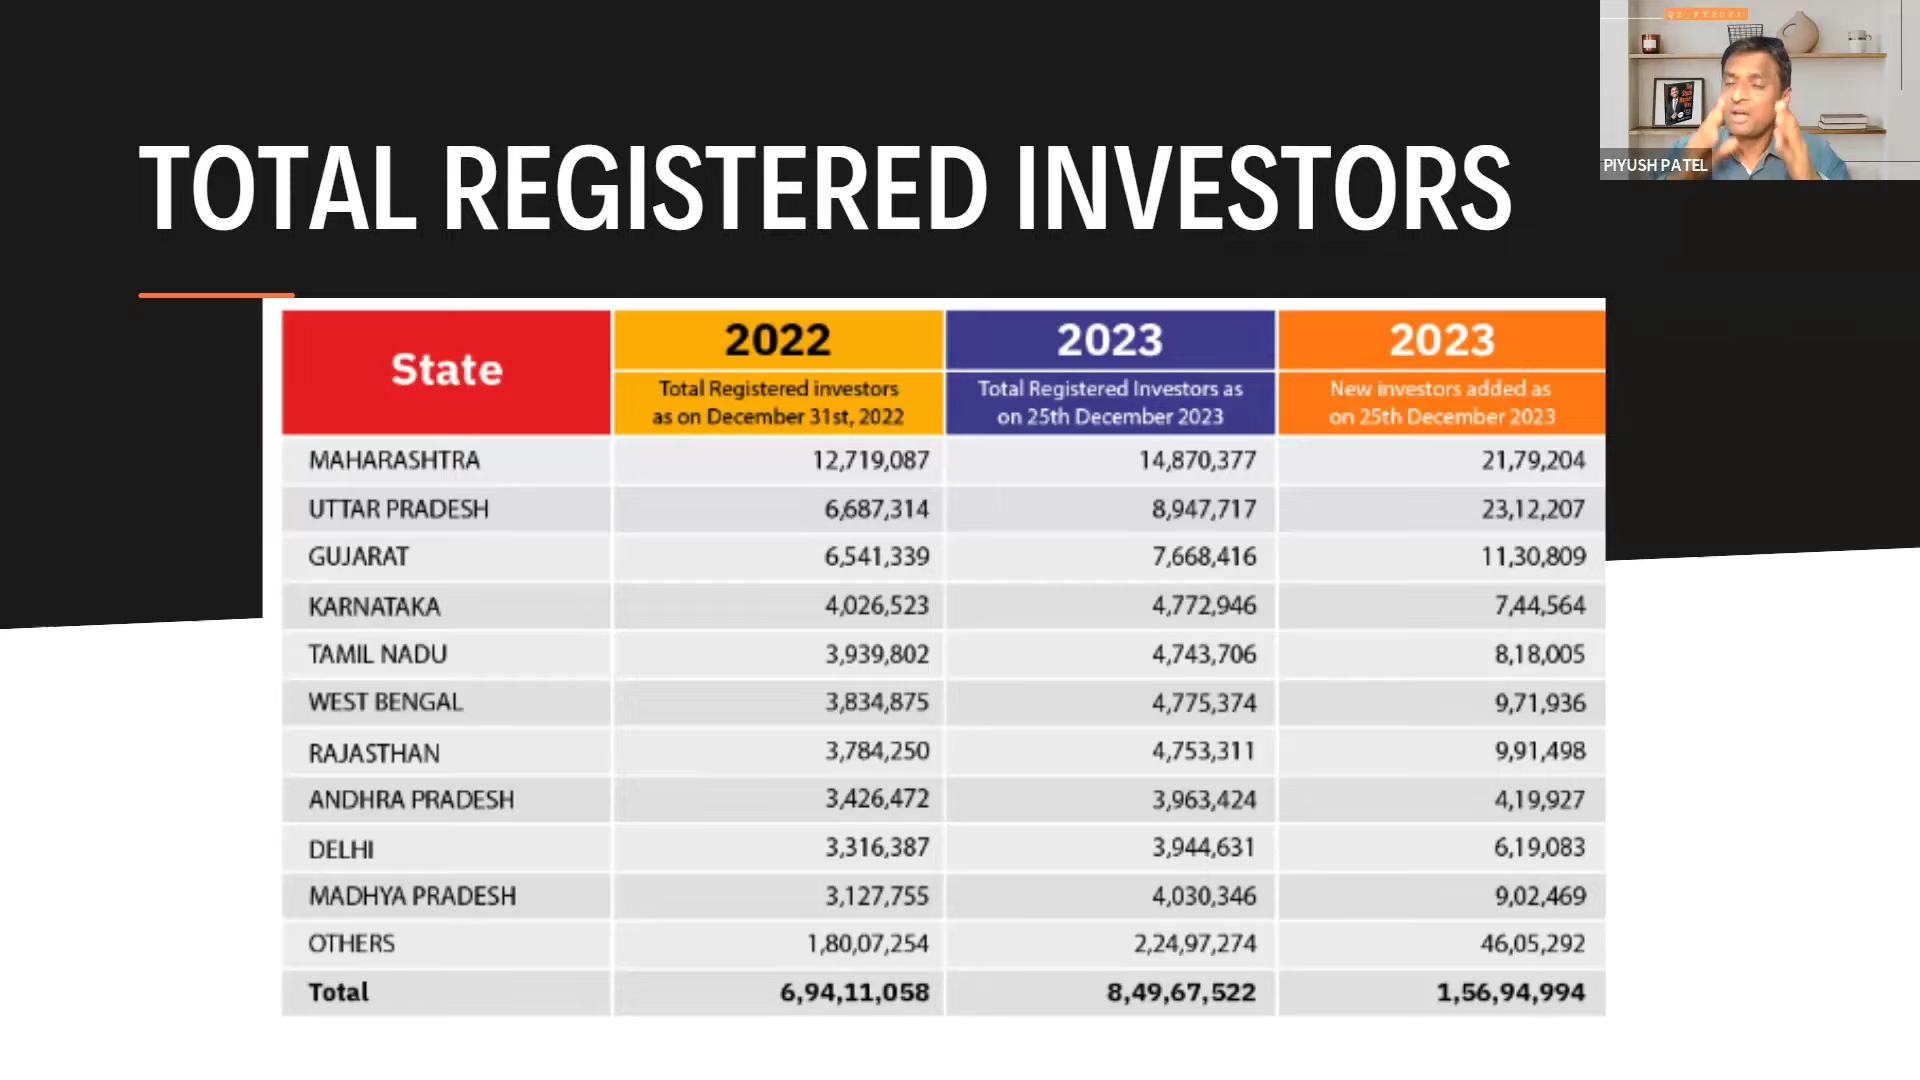 Q2_FY2024
PIYUSH PATEL
TOTAL REGISTERED INVESTORS
State 2022 2023 2023
Total Registered investors as on December 31st, 2022 Total Registered Investors as on 25th December 2023 New investors added as on 25th December 2023
MAHARASHTRA 12,719,087 14,870,377 21,79,204
UTTAR PRADESH 6,687,314 8,947,717 23,12,207
GUJARAT 6,541,339 7,668,416 11,30,809
KARNATAKA 4,026,523 4,772,946 7,44,564
TAMIL NADU 3,939,802 4,743,706 8,18,005
WEST BENGAL 3,834,875 4,775,374 9,71,936
RAJASTHAN 3,784,250 4,753,311 9,91,498
ANDHRA PRADESH 3,426,472 3,963,424 4,19,927
DELHI 3,316,387 3,944,631 6,19,083
MADHYA PRADESH 3,127,755 4,030,346 9,02,469
OTHERS 1,80,07,254 2,24,97,274 46,05,292
Total 6,94,11,058 8,49,67,522 1,56,94,994